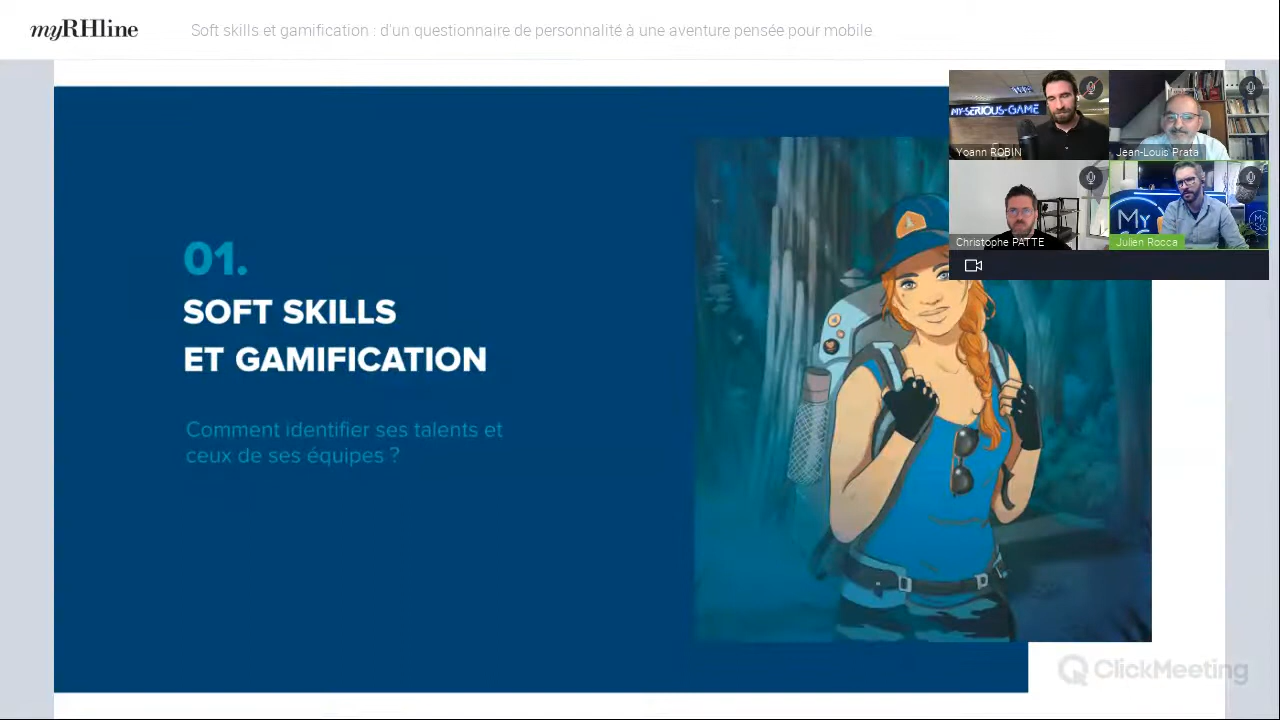 myRHline
Soft skills et gamification : d'un questionnaire de personnalité à une aventure pensée pour mobile
MY-SERIOUS-GAME
Yoann ROBIN
Jean-Louis Prata
Christophe PATTE
My
Julien Rocca
01.
SOFT SKILLS
ET GAMIFICATION
Comment identifier ses talents et
ceux de ses équipes ?
ClickMeeting